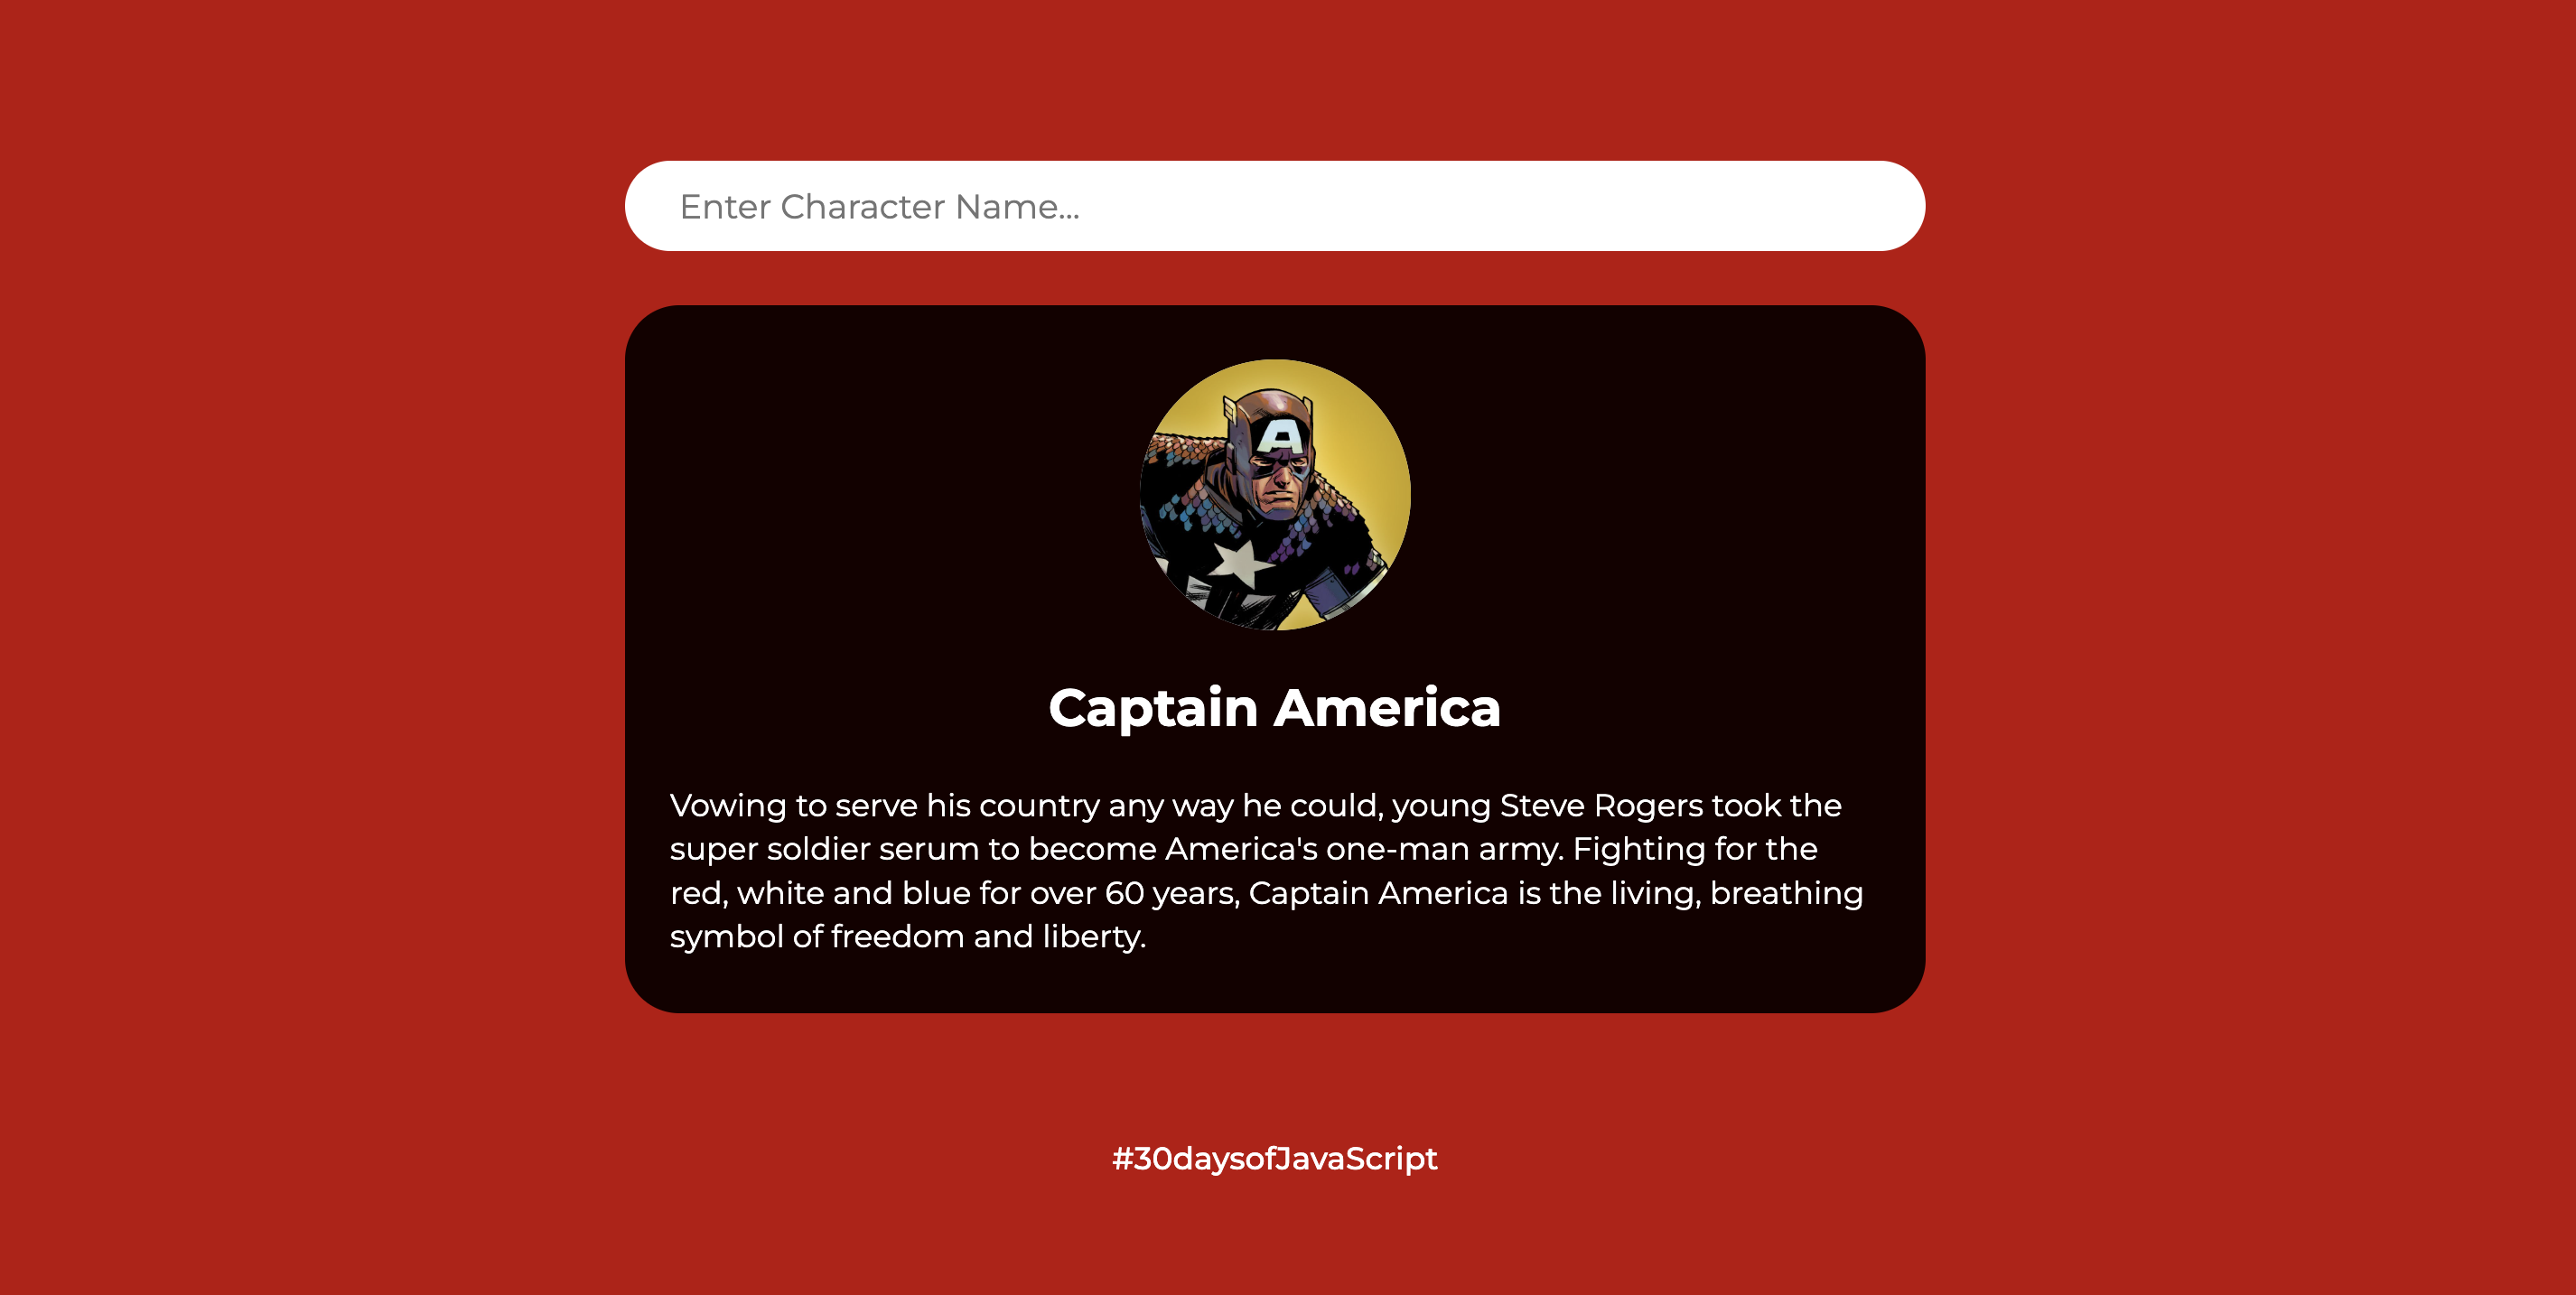 Enter Character Name...
A
Captain America
Vowing to serve his country any way he could, young Steve Rogers took the
super soldier serum to become America's one-man army. Fighting for the
red, white and blue for over 60 years, Captain America is the living, breathing
symbol of freedom and liberty.
#30daysofJavaScript